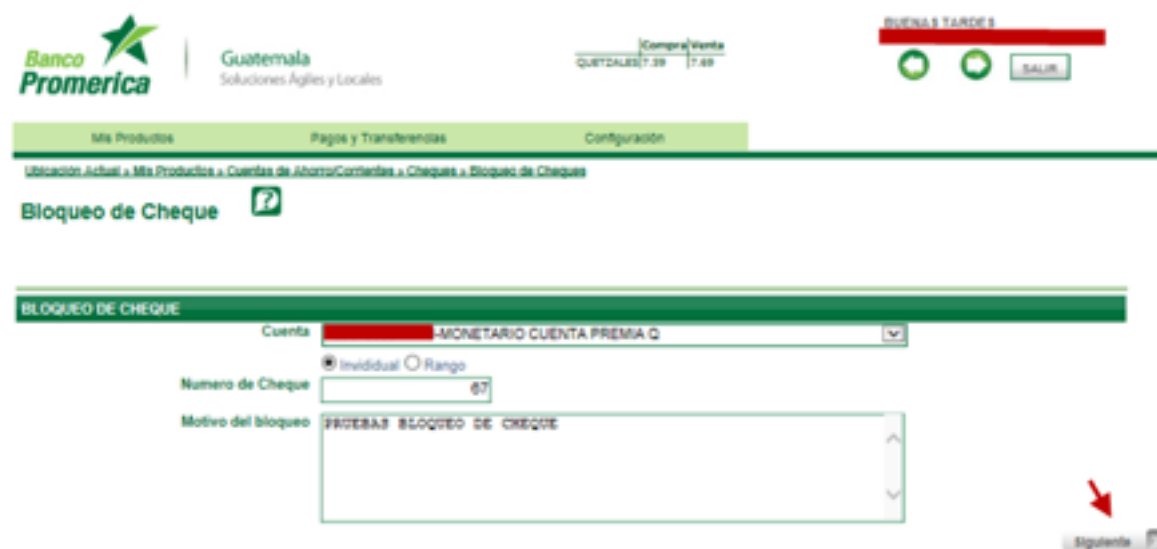 BUENAS TARDES
Banco
Promerica
Guatemala
Soluciones Ágiles y Locales
Compra Venta
QUETZALES 7.39 7.69
SALIR
Mis Productos Pagos y Transferencias Configuración
Ubicación Actual » Mis Productos » Cuentas de Ahorro/Corrientes » Cheques » Bloqueo de Cheques
Bloqueo de Cheque ?
BLOQUEO DE CHEQUE
Cuenta -MONETARIO CUENTA PREMIA Q
Invididual Rango
Numero de Cheque 67
Motivo del bloqueo PRUEBAS BLOQUEO DE CHEQUE
Siguiente